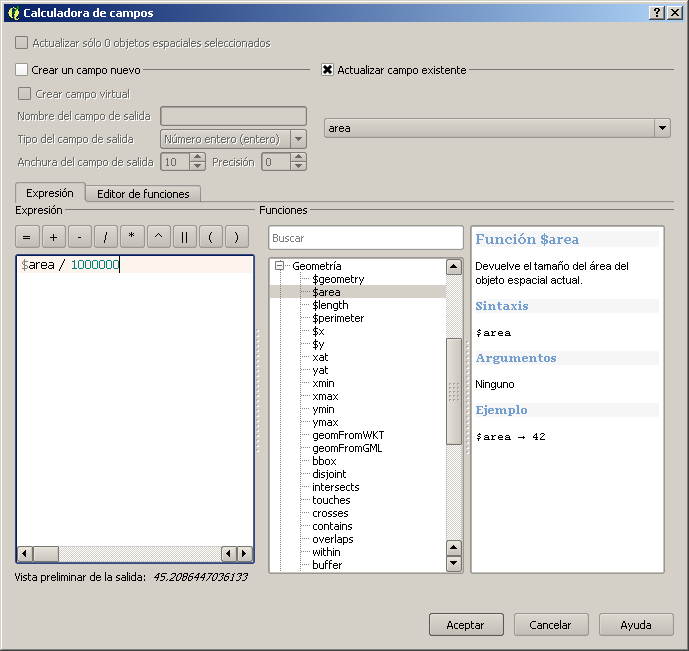 Calculadora de campos
Actualizar sólo 0 objetos espaciales seleccionados
Crear un campo nuevo
Actualizar campo existente
Crear campo virtual
Nombre del campo de salida
Tipo del campo de salida Número entero (entero)
Anchura del campo de salida 10 Precisión 0
area
Expresión Editor de funciones
Expresión
= + - / * ^ || ( )
$area / 1000000
Vista preliminar de la salida: 45,2086447036133
Funciones
Buscar
Geometría
$geometry
$area
$length
$perimeter
$x
$y
xat
yat
xmin
xmax
ymin
ymax
geomFromWKT
geomFromGML
bbox
disjoint
intersects
touches
crosses
contains
overlaps
within
buffer
Función $area
Devuelve el tamaño del área del
objeto espacial actual.
Sintaxis
$area
Argumentos
Ninguno
Ejemplo
$area → 42
Aceptar Cancelar Ayuda